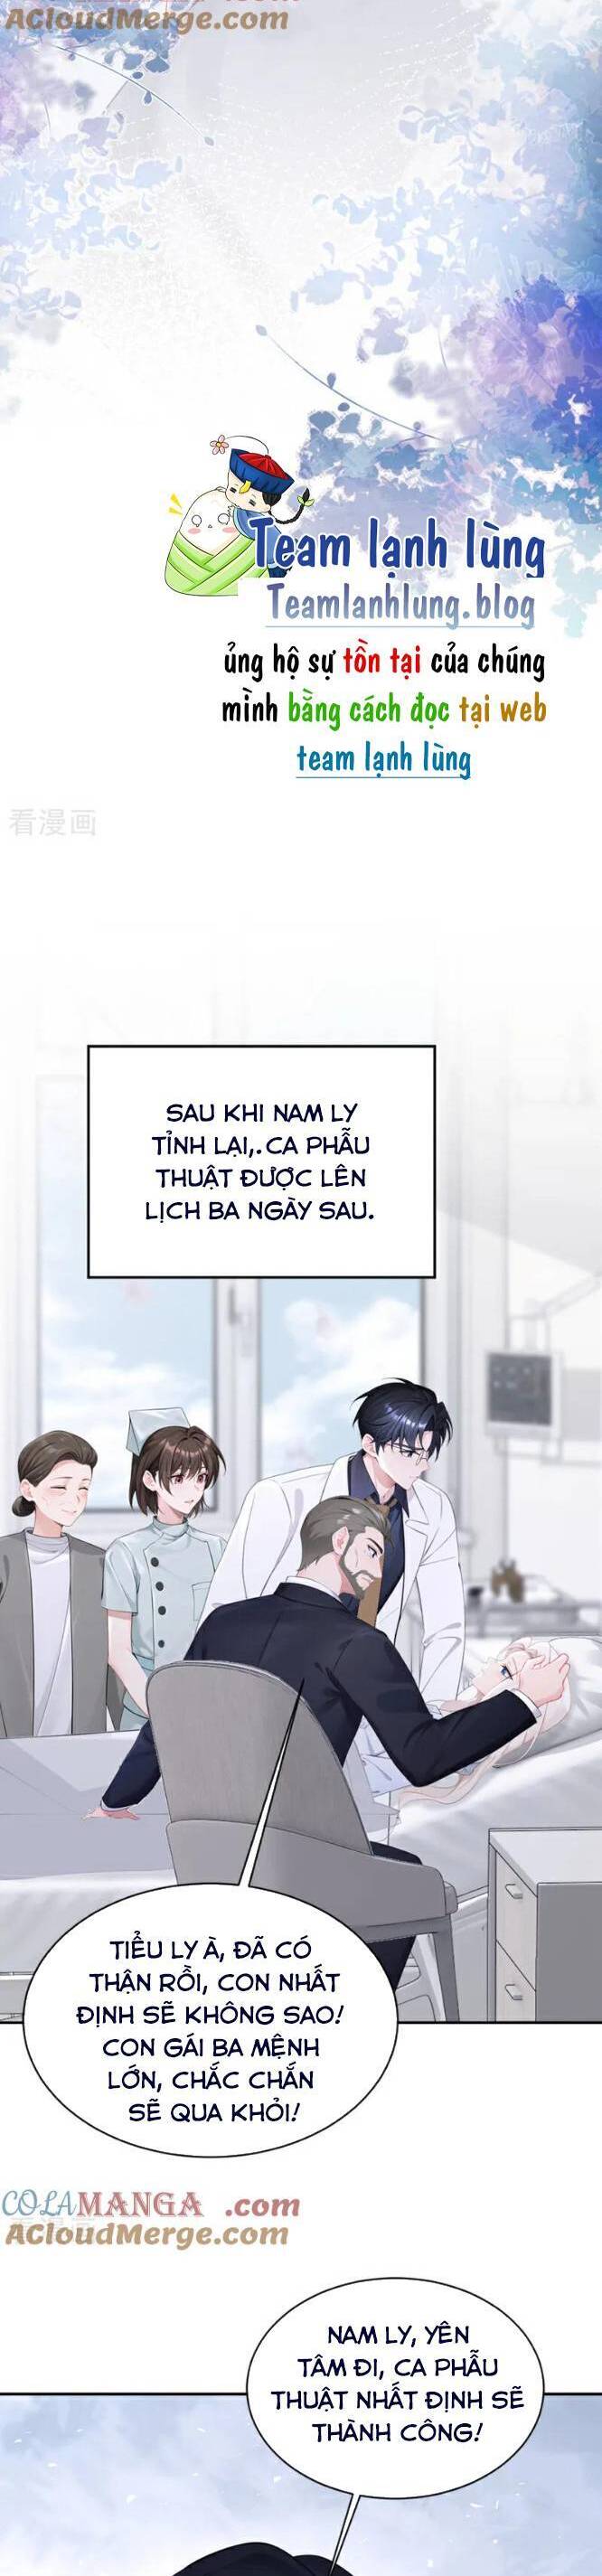 AcloudMerge.com
Team lạnh lùng
Teamlanhlung.blog
ủng hộ sự tồn tại của chúng
mình bằng cách đọc tại web
team lạnh lùng
看漫画
SAU KHI NAM LY
TỈNH LẠI,.CA PHẪU
THUẬT ĐƯỢC LÊN
LỊCH BA NGÀY SAU.
TIỂU LY À, ĐÃ CÓ
THẬN RỒI, CON NHẤT
ĐỊNH SẼ KHÔNG SAO!
CON GÁI BA MỆNH
LỚN, CHẮC CHẮN
SẼ QUA KHỎI!
COLAMANGA.com
AcloudMerge.com
NAM LY, YÊN
TÂM ĐI, CA PHẪU
THUẬT NHẤT ĐỊNH SẼ
THÀNH CÔNG!